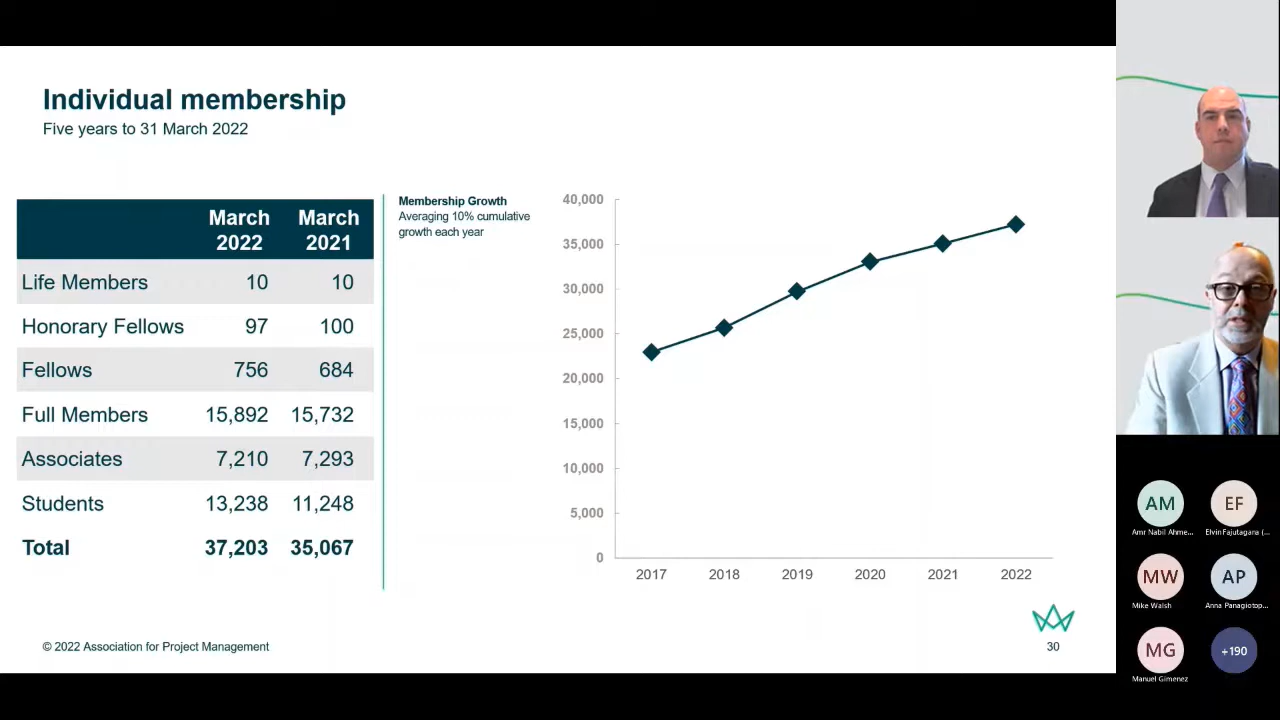 Individual membership
Five years to 31 March 2022
March 2022 March 2021
Life Members 10 10
Honorary Fellows 97 100
Fellows 756 684
Full Members 15,892 15,732
Associates 7,210 7,293
Students 13,238 11,248
Total 37,203 35,067
Membership Growth
Averaging 10% cumulative
growth each year
40,000
35,000
30,000
25,000
20,000
15,000
10,000
5,000
0
2017 2018 2019 2020 2021 2022
© 2022 Association for Project Management
30
AM EF
Amr Nabil Ahme... Elvin Fajutagana (...
MW AP
Mike Walsh Anna Panagiotop...
MG +190
Manuel Gimenez